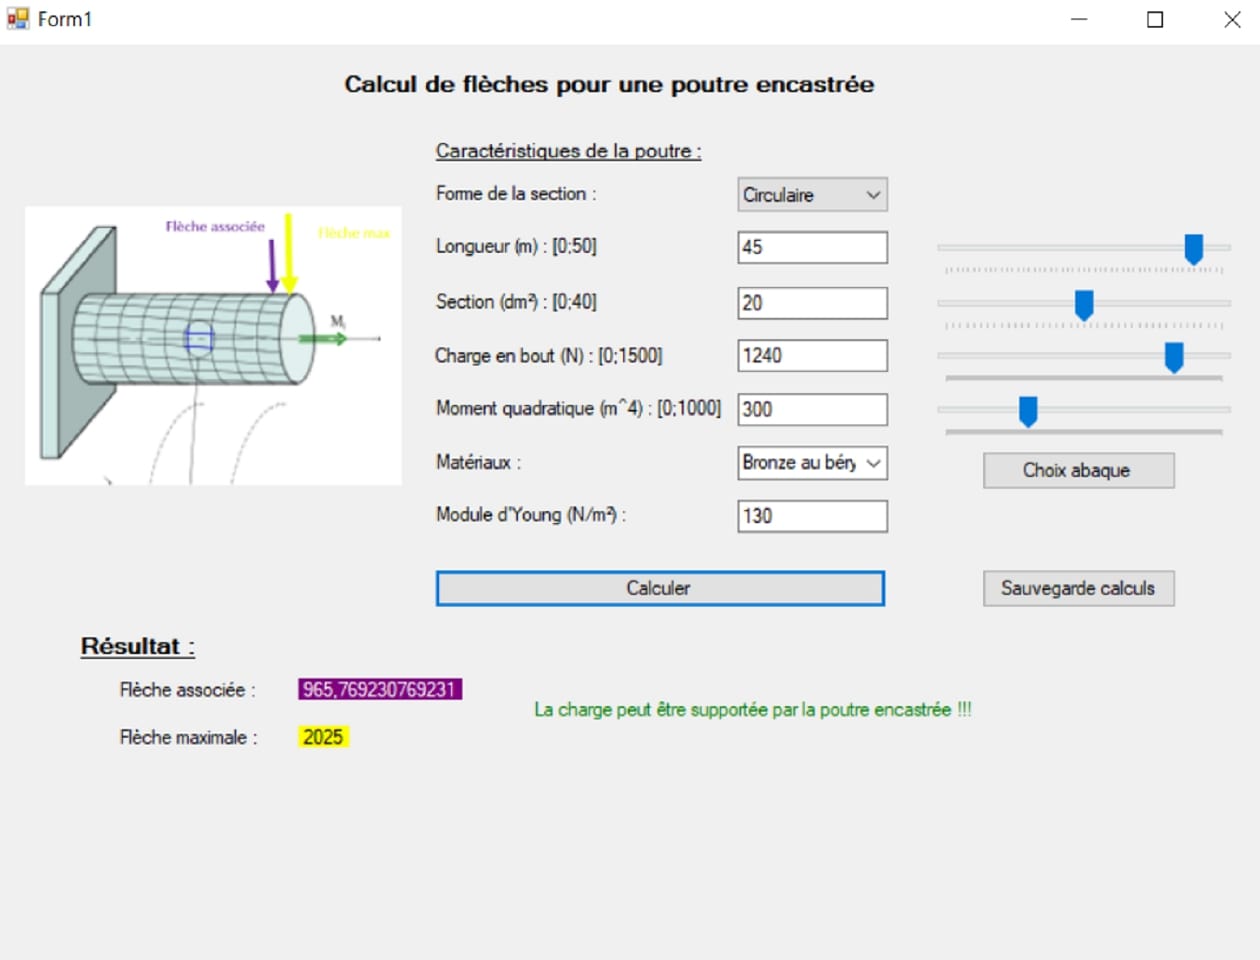 Form1
Calcul de flèches pour une poutre encastrée
Caractéristiques de la poutre :
Forme de la section : Circulaire
Flèche associée Flèche max
Longueur (m) : [0;50] 45
Section (dm²) : [0;40] 20
M
Charge en bout (N) : [0;1500] 1240
Moment quadratique (m^4) : [0;1000] 300
Matériaux : Bronze au béry Choix abaque
Module d'Young (N/m²) : 130
Calculer Sauvegarde calculs
Résultat :
Flèche associée : 965,769230769231
La charge peut être supportée par la poutre encastrée !!!
Flèche maximale : 2025